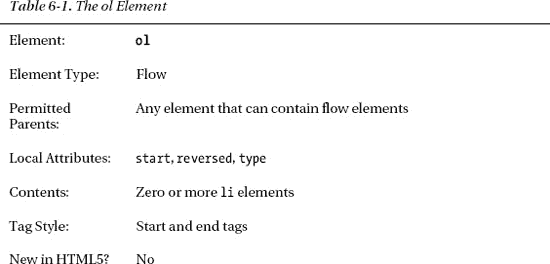 Table 6-1. The ol Element
Element: ol
Element Type: Flow
Permitted Parents: Any element that can contain flow elements
Local Attributes: start, reversed, type
Contents: Zero or more li elements
Tag Style: Start and end tags
New in HTML5? No